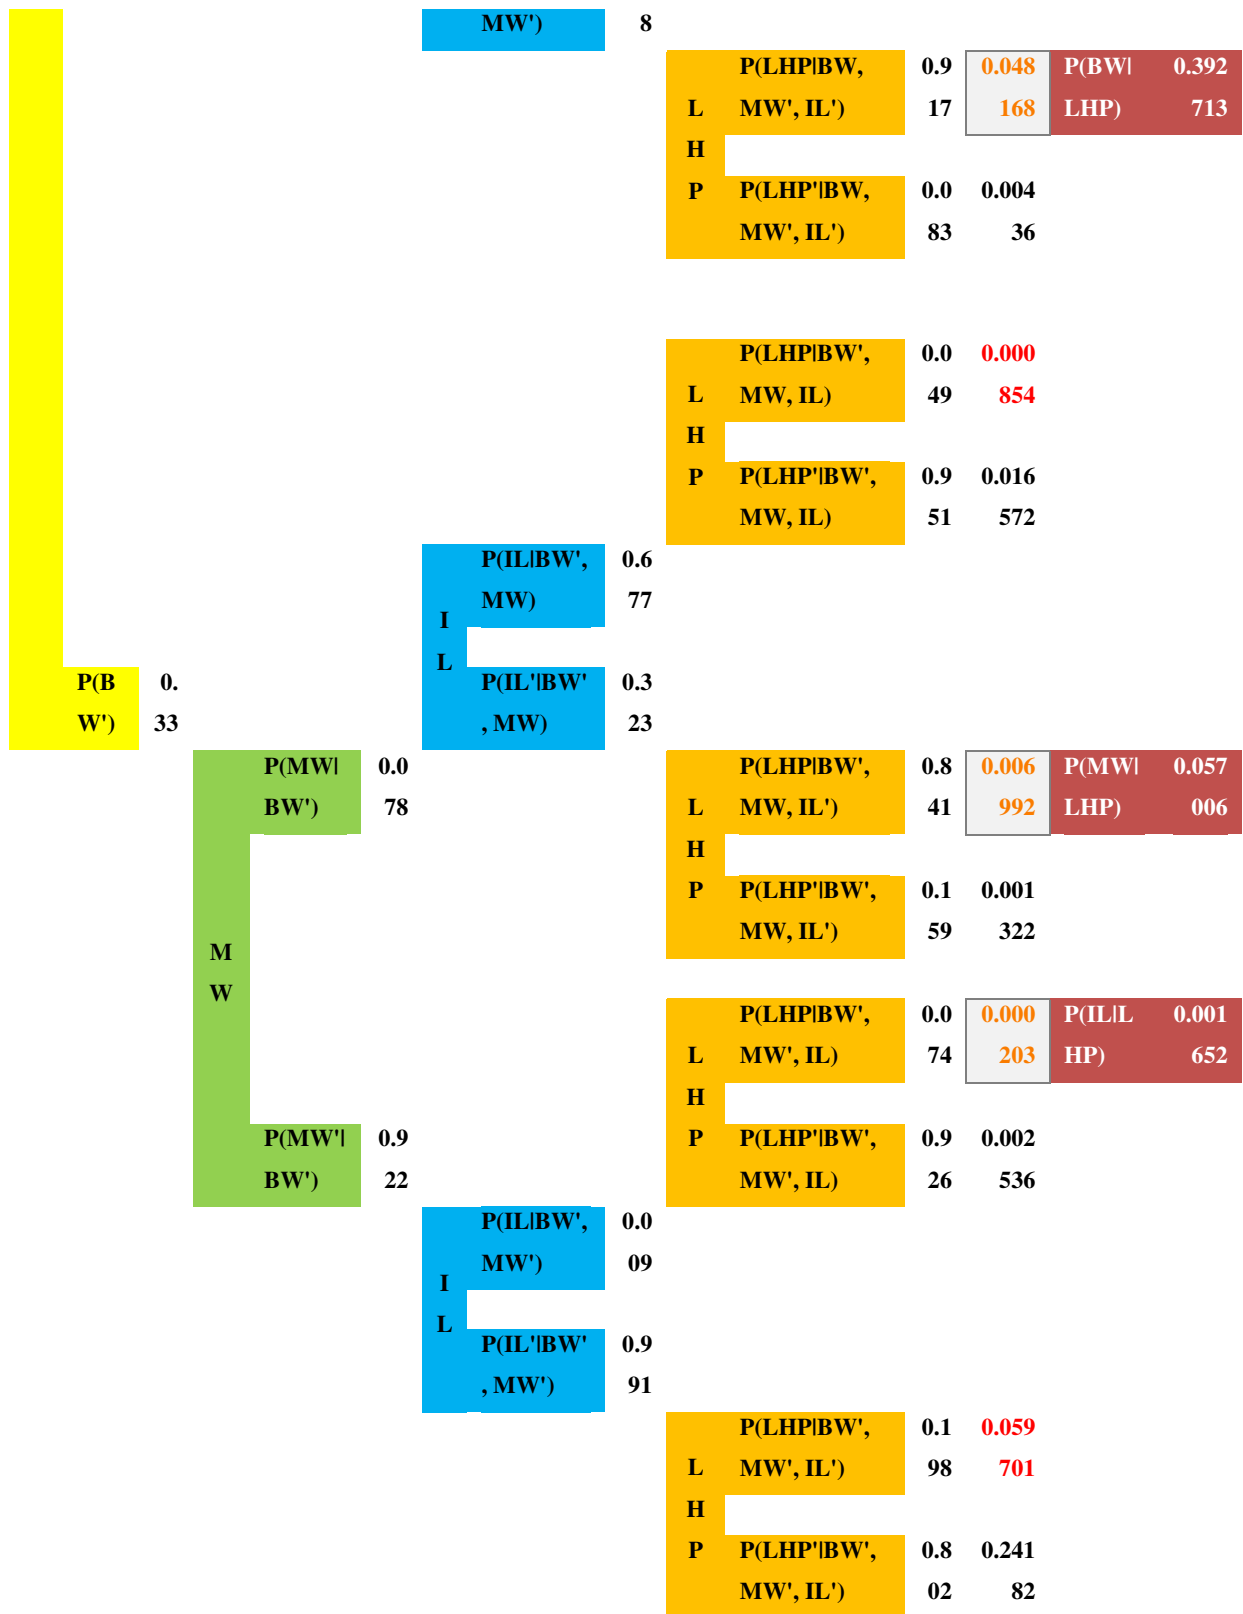 MW') 8
P(LHP|BW, 0.9 0.048 P(BW| 0.392
L MW', IL') 17 168 LHP) 713
H
P P(LHP'|BW, 0.0 0.004
MW', IL') 83 36
P(LHP|BW', 0.0 0.000
L MW, IL) 49 854
H
P P(LHP'|BW', 0.9 0.016
MW, IL) 51 572
P(IL|BW', 0.6
MW) 77
I
L
P(B 0. P(IL'|BW' 0.3
W') 33 , MW) 23
P(MW| 0.0 P(LHP|BW', 0.8 0.006 P(MW| 0.057
BW') 78 L MW, IL') 41 992 LHP) 006
H
P P(LHP'|BW', 0.1 0.001
MW, IL') 59 322
M
W
P(LHP|BW', 0.0 0.000 P(IL|L 0.001
L MW', IL) 74 203 HP) 652
H
P(MW'| 0.9 P P(LHP'|BW', 0.9 0.002
BW') 22 MW', IL) 26 536
P(IL|BW', 0.0
MW') 09
I
L
P(IL'|BW' 0.9
, MW') 91
P(LHP|BW', 0.1 0.059
L MW', IL') 98 701
H
P P(LHP'|BW', 0.8 0.241
MW', IL') 02 82